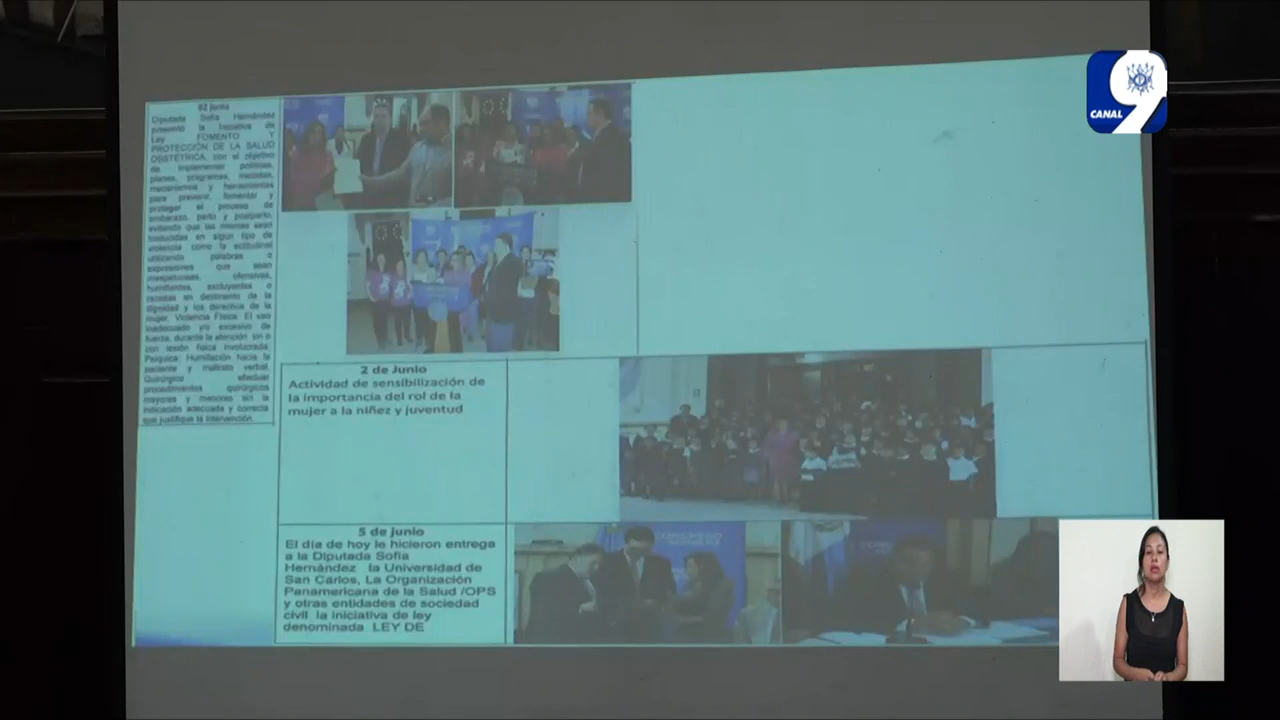 02 Junio
Diputada Sofía Hernández
presentó la Iniciativa de
Ley FOMENTO Y
PROTECCIÓN DE LA SALUD
OBSTÉTRICA, con el objetivo
de implementar políticas,
planes, programas, medidas,
mecanismos y herramientas
para prevenir, fomentar y
proteger el proceso de
embarazo, parto y postparto,
evitando que las mismas sean
traducidas en algún tipo de
violencia como la actitudinal
utilizando palabras o
expresiones que sean
irrespetuosas, ofensivas,
humillantes, excluyentes o
racistas en detrimento de la
dignidad y los derechos de la
mujer. Violencia Física: El uso
inadecuado y/o excesivo de
fuerza, durante la atención sin o
con lesión física involucrada.
Psíquica: Humillación hacia la
paciente y maltrato verbal.
Quirúrgico efectuar
procedimientos quirúrgicos
mayores y menores sin la
indicación adecuada y correcta
que justifique la intervención.
2 de Junio
Actividad de sensibilización de
la importancia del rol de la
mujer a la niñez y juventud
5 de Junio
El día de hoy le hicieron entrega
a la Diputada Sofía
Hernández la Universidad de
San Carlos, La Organización
Panamericana de la Salud /OPS
y otras entidades de sociedad
civil la iniciativa de ley
denominada LEY DE
CONGRESO
CANAL 9